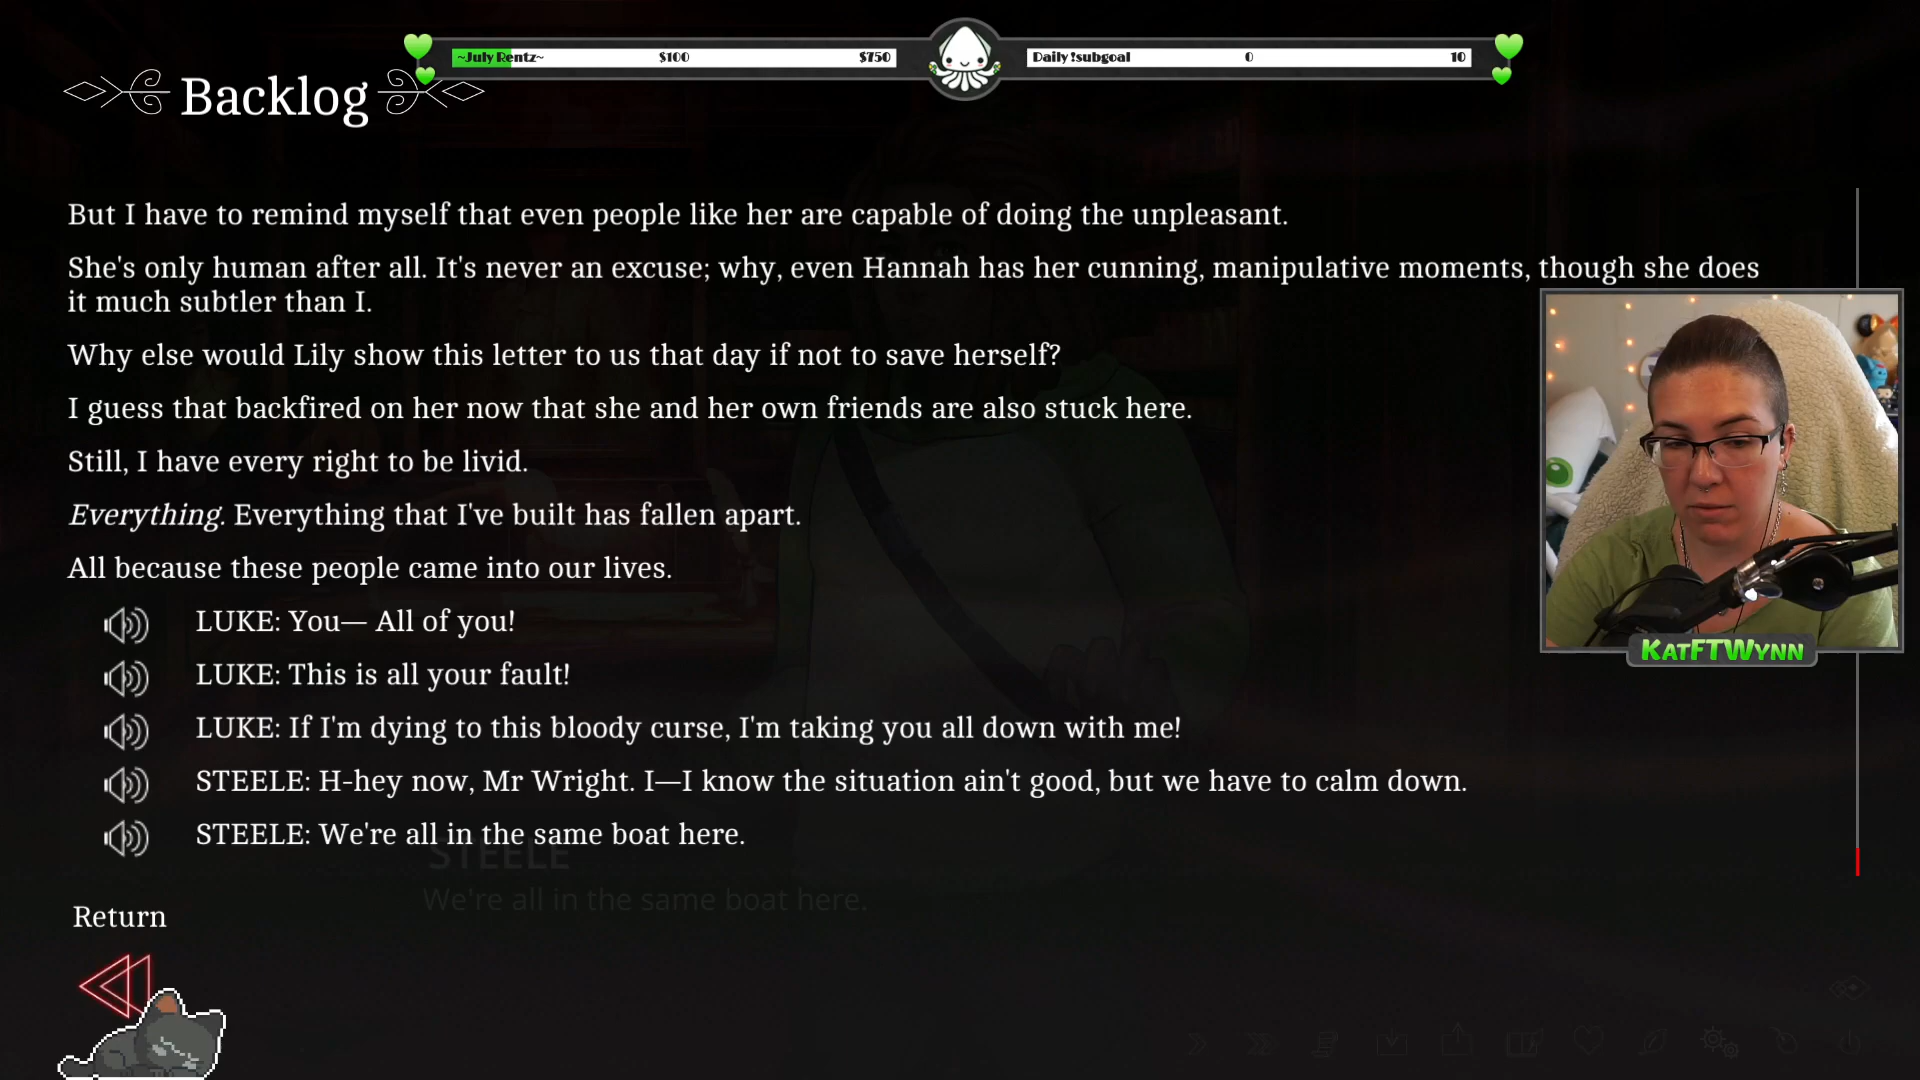 ~July Rentz~ $100 $750
Daily !subgoal 0 10
Backlog
But I have to remind myself that even people like her are capable of doing the unpleasant.
She's only human after all. It's never an excuse; why, even Hannah has her cunning, manipulative moments, though she does
it much subtler than I.
Why else would Lily show this letter to us that day if not to save herself?
I guess that backfired on her now that she and her own friends are also stuck here.
Still, I have every right to be livid.
Everything. Everything that I've built has fallen apart.
All because these people came into our lives.
LUKE: You— All of you!
LUKE: This is all your fault!
LUKE: If I'm dying to this bloody curse, I'm taking you all down with me!
STEELE: H-hey now, Mr Wright. I—I know the situation ain't good, but we have to calm down.
STEELE: We're all in the same boat here.
STEELE
We're all in the same boat here.
Return
KATFTWYNN